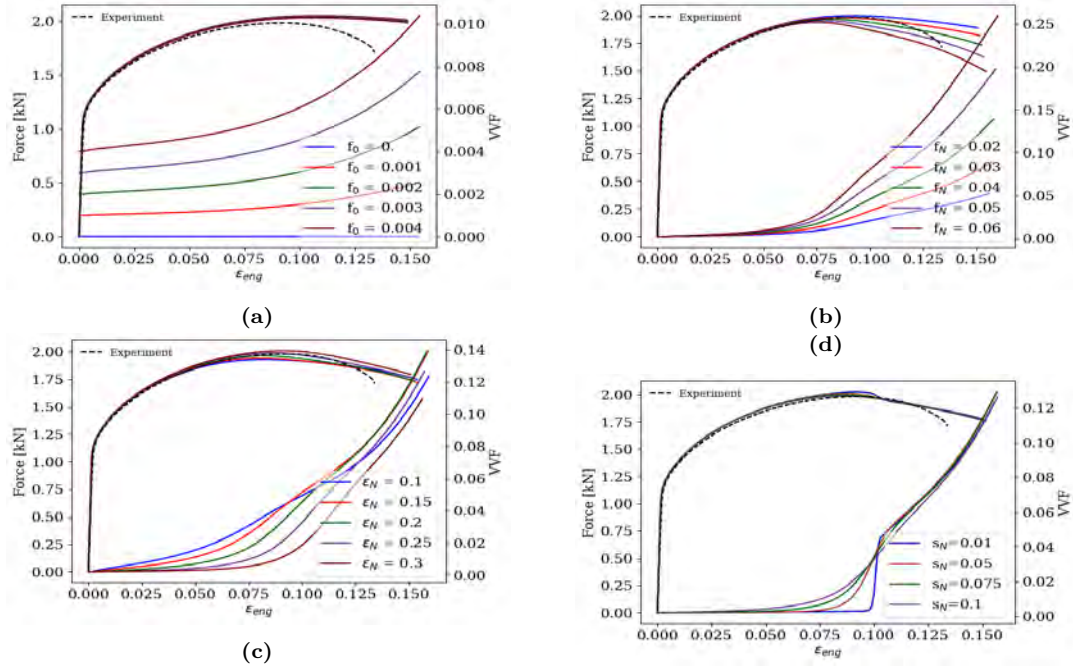 Experiment
Force [kN]
2.0
1.5
1.0
0.5
0.0
0.010
0.008
0.006
0.004
0.002
0.000
VVF
f0 = 0.
f0 = 0.001
f0 = 0.002
f0 = 0.003
f0 = 0.004
0.000 0.025 0.050 0.075 0.100 0.125 0.150
εeng
(a)
Experiment
Force [kN]
2.00
1.75
1.50
1.25
1.00
0.75
0.50
0.25
0.00
0.25
0.20
0.15
0.10
0.05
0.00
VVF
fN = 0.02
fN = 0.03
fN = 0.04
fN = 0.05
fN = 0.06
0.000 0.025 0.050 0.075 0.100 0.125 0.150
εeng
(b)
Experiment
Force [kN]
2.00
1.75
1.50
1.25
1.00
0.75
0.50
0.25
0.00
0.14
0.12
0.10
0.08
0.06
0.04
0.02
0.00
VVF
εN = 0.1
εN = 0.15
εN = 0.2
εN = 0.25
εN = 0.3
0.000 0.025 0.050 0.075 0.100 0.125 0.150
εeng
(c)
(d)
Experiment
Force [kN]
2.00
1.75
1.50
1.25
1.00
0.75
0.50
0.25
0.00
0.12
0.10
0.08
0.06
0.04
0.02
0.00
VVF
sN=0.01
sN=0.05
sN=0.075
sN=0.1
0.000 0.025 0.050 0.075 0.100 0.125 0.150
εeng